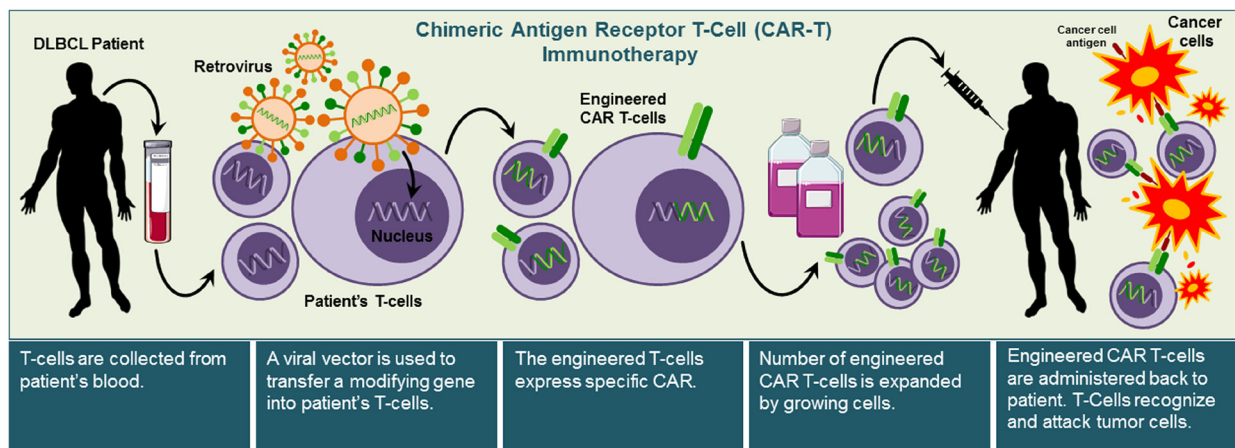 Chimeric Antigen Receptor T-Cell (CAR-T)
Immunotherapy
DLBCL Patient
Retrovirus
Nucleus
Patient's T-cells
Engineered
CAR T-cells
Cancer cell
antigen
Cancer
cells
T-cells are collected from
patient's blood.
A viral vector is used to
transfer a modifying gene
into patient's T-cells.
The engineered T-cells
express specific CAR.
Number of engineered
CAR T-cells is expanded
by growing cells.
Engineered CAR T-cells
are administered back to
patient. T-Cells recognize
and attack tumor cells.